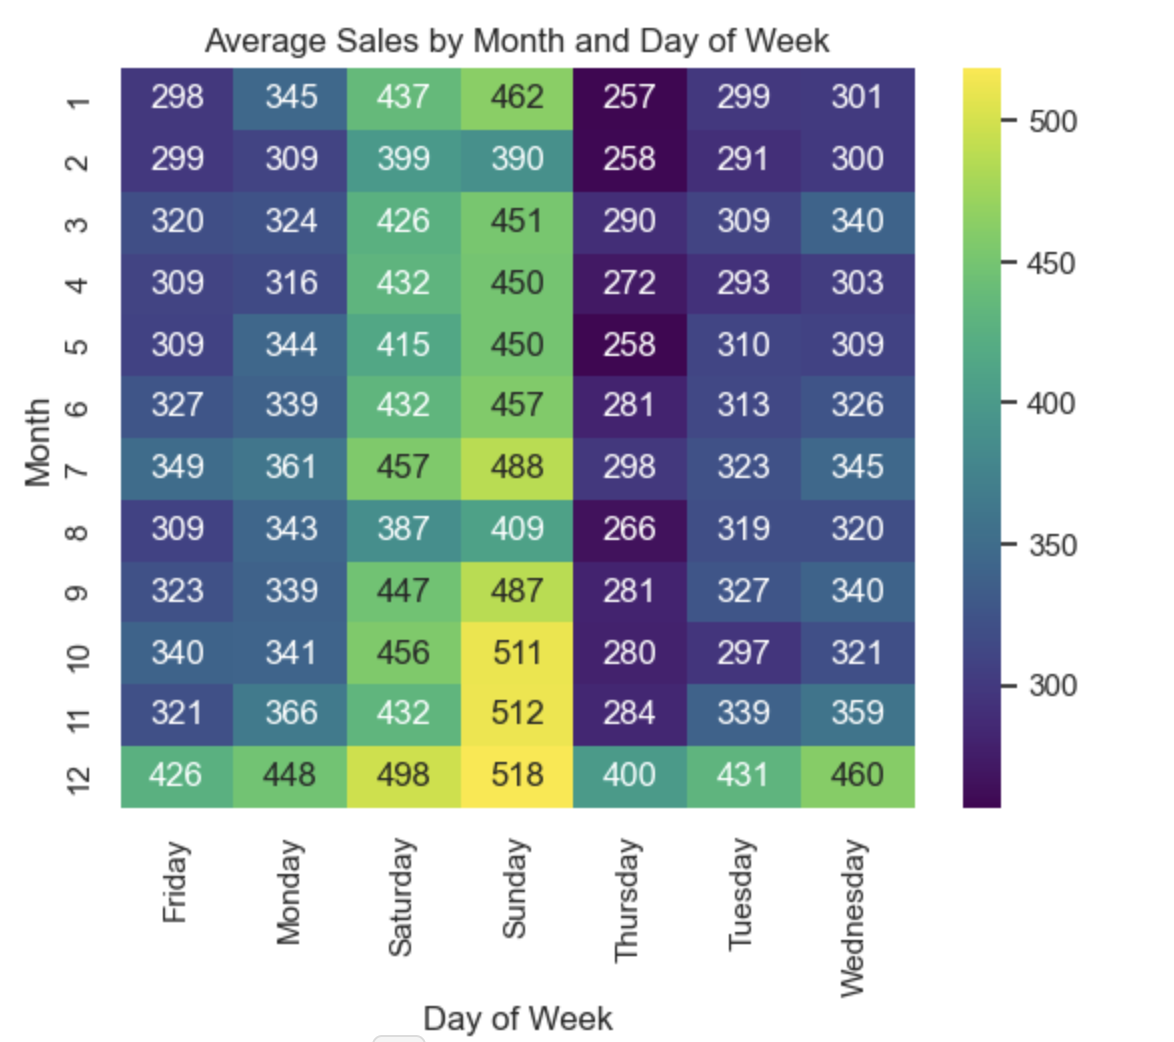 Average Sales by Month and Day of Week
1 298 345 437 462 257 299 301
2 299 309 399 390 258 291 300
3 320 324 426 451 290 309 340
4 309 316 432 450 272 293 303
5 309 344 415 450 258 310 309
6 327 339 432 457 281 313 326
7 349 361 457 488 298 323 345
8 309 343 387 409 266 319 320
9 323 339 447 487 281 327 340
10 340 341 456 511 280 297 321
11 321 366 432 512 284 339 359
12 426 448 498 518 400 431 460
Month
Friday Monday Saturday Sunday Thursday Tuesday Wednesday
Day of Week
500
450
400
350
300